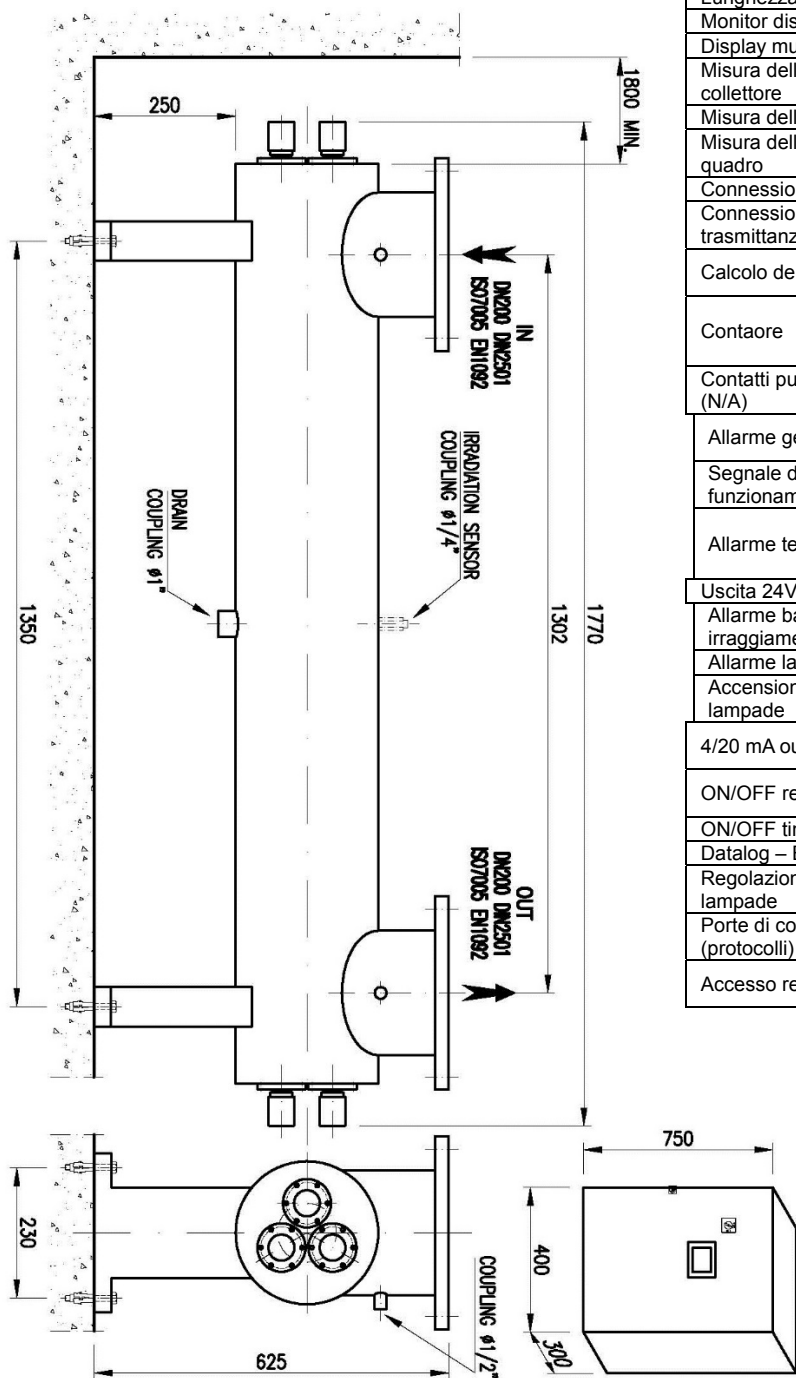 1800 MIN.
250
1770
IN
DN200 DIN2501
ISO7005 EN1092
IRRADIATION SENSOR
COUPLING ø1/4"
DRAIN
COUPLING ø1"
1302
1350
OUT
DN200 DIN2501
ISO7005 EN1092
230
COUPLING ø1/2"
625
750
400
300
Monitor dis
Display mu
Misura dell
collettore
Misura dell
Misura dell
quadro
Connessio
Connessio
trasmittanz
Calcolo de
Contaore
Contatti pu
(N/A)
Allarme ge
Segnale d
funzionam
Allarme te
Uscita 24V
Allarme ba
irraggiame
Allarme la
Accension
lampade
4/20 mA ou
ON/OFF re
ON/OFF tin
Datalog – E
Regolazion
lampade
Porte di co
(protocolli)
Accesso re